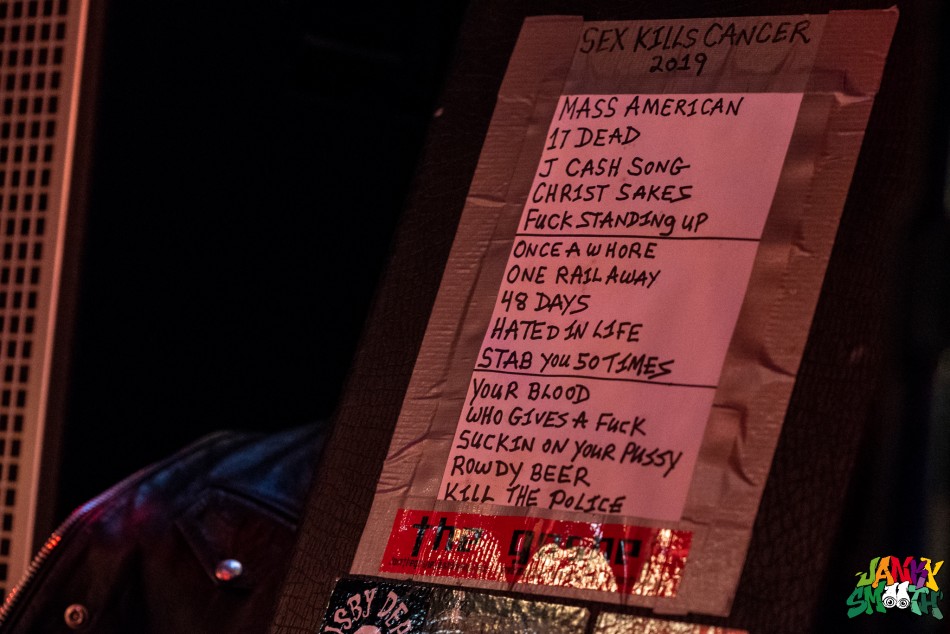 SEX KILLS CANCER
2019
MASS AMERICAN
17 DEAD
J CASH SONG
CHRIST SAKES
FUCK STANDING UP
ONCE A WHORE
ONE RAIL AWAY
48 DAYS
HATED IN LIFE
STAB YOU 50 TIMES
YOUR BLOOD
WHO GIVES A FUCK
SUCKIN ON YOUR PUSSY
ROWDY BEER
KILL THE POLICE
the
JANKY
SMOOTH